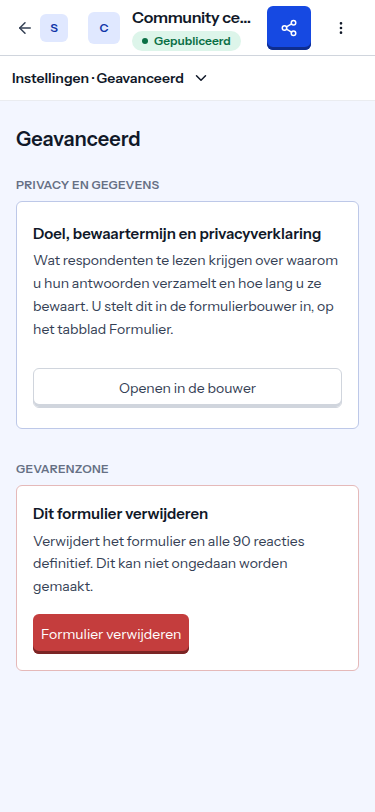 S
C
Community ce...
Gepubliceerd
Instellingen · Geavanceerd
Geavanceerd
PRIVACY EN GEGEVENS
Doel, bewaartermijn en privacyverklaring
Wat respondenten te lezen krijgen over waarom
u hun antwoorden verzamelt en hoe lang u ze
bewaart. U stelt dit in de formulierbouwer in, op
het tabblad Formulier.
Openen in de bouwer
GEVARENZONE
Dit formulier verwijderen
Verwijdert het formulier en alle 90 reacties
definitief. Dit kan niet ongedaan worden
gemaakt.
Formulier verwijderen